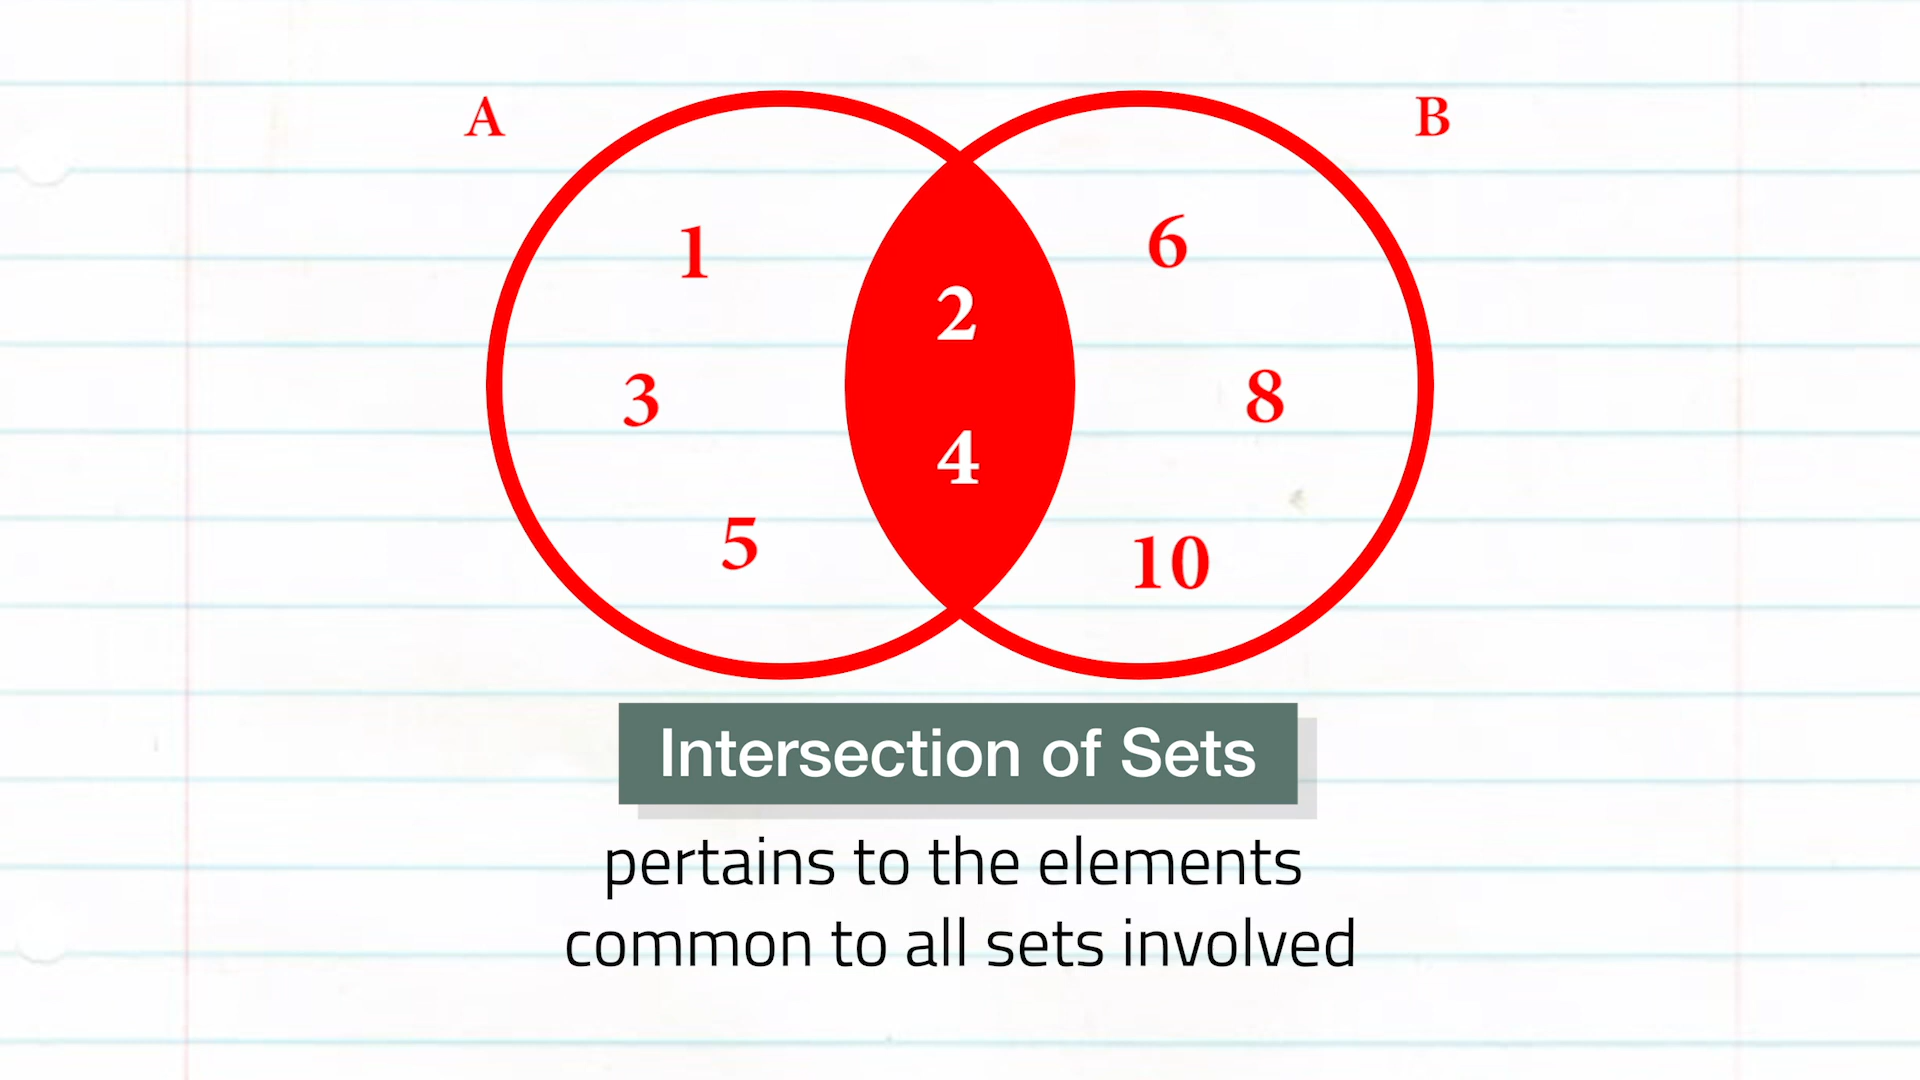 A
B
1
6
2
3
8
4
5
10
Intersection of Sets
pertains to the elements
common to all sets involved